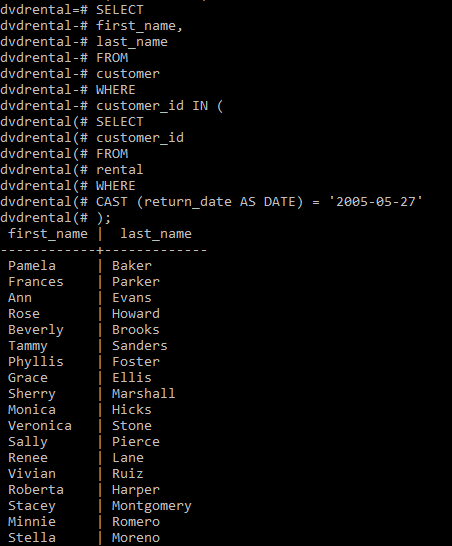 dvdrental=# SELECT
dvdrental-# first_name,
dvdrental-# last_name
dvdrental-# FROM
dvdrental-# customer
dvdrental-# WHERE
dvdrental-# customer_id IN (
dvdrental(# SELECT
dvdrental(# customer_id
dvdrental(# FROM
dvdrental(# rental
dvdrental(# WHERE
dvdrental(# CAST (return_date AS DATE) = '2005-05-27'
dvdrental(# );
 first_name |  last_name
------------+-------------
 Pamela     | Baker
 Frances    | Parker
 Ann        | Evans
 Rose       | Howard
 Beverly    | Brooks
 Tammy      | Sanders
 Phyllis    | Foster
 Grace      | Ellis
 Sherry     | Marshall
 Monica     | Hicks
 Veronica   | Stone
 Sally      | Pierce
 Renee      | Lane
 Vivian     | Ruiz
 Roberta    | Harper
 Stacey     | Montgomery
 Minnie     | Romero
 Stella     | Moreno